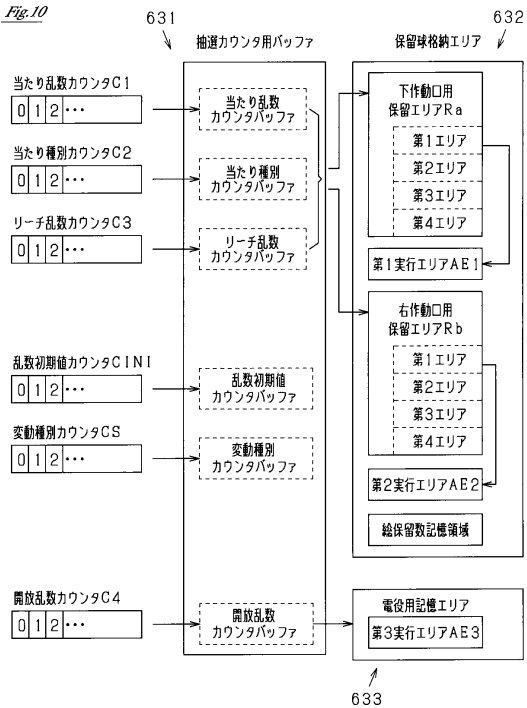 Fig.10
631
抽選カウンタ用バッファ
632
保留球格納エリア
当たり乱数カウンタC1
0 1 2 ･･･
当たり種別カウンタC2
0 1 2 ･･･
リーチ乱数カウンタC3
0 1 2 ･･･
乱数初期値カウンタCINI
0 1 2 ･･･
変動種別カウンタCS
0 1 2 ･･･
開放乱数カウンタC4
0 1 2 ･･･
当たり乱数
カウンタバッファ
当たり種別
カウンタバッファ
リーチ乱数
カウンタバッファ
乱数初期値
カウンタバッファ
変動種別
カウンタバッファ
開放乱数
カウンタバッファ
下作動口用
保留エリアRa
第1エリア
第2エリア
第3エリア
第4エリア
第1実行エリアAE1
右作動口用
保留エリアRb
第1エリア
第2エリア
第3エリア
第4エリア
第2実行エリアAE2
総保留数記憶領域
電役用記憶エリア
第3実行エリアAE3
633